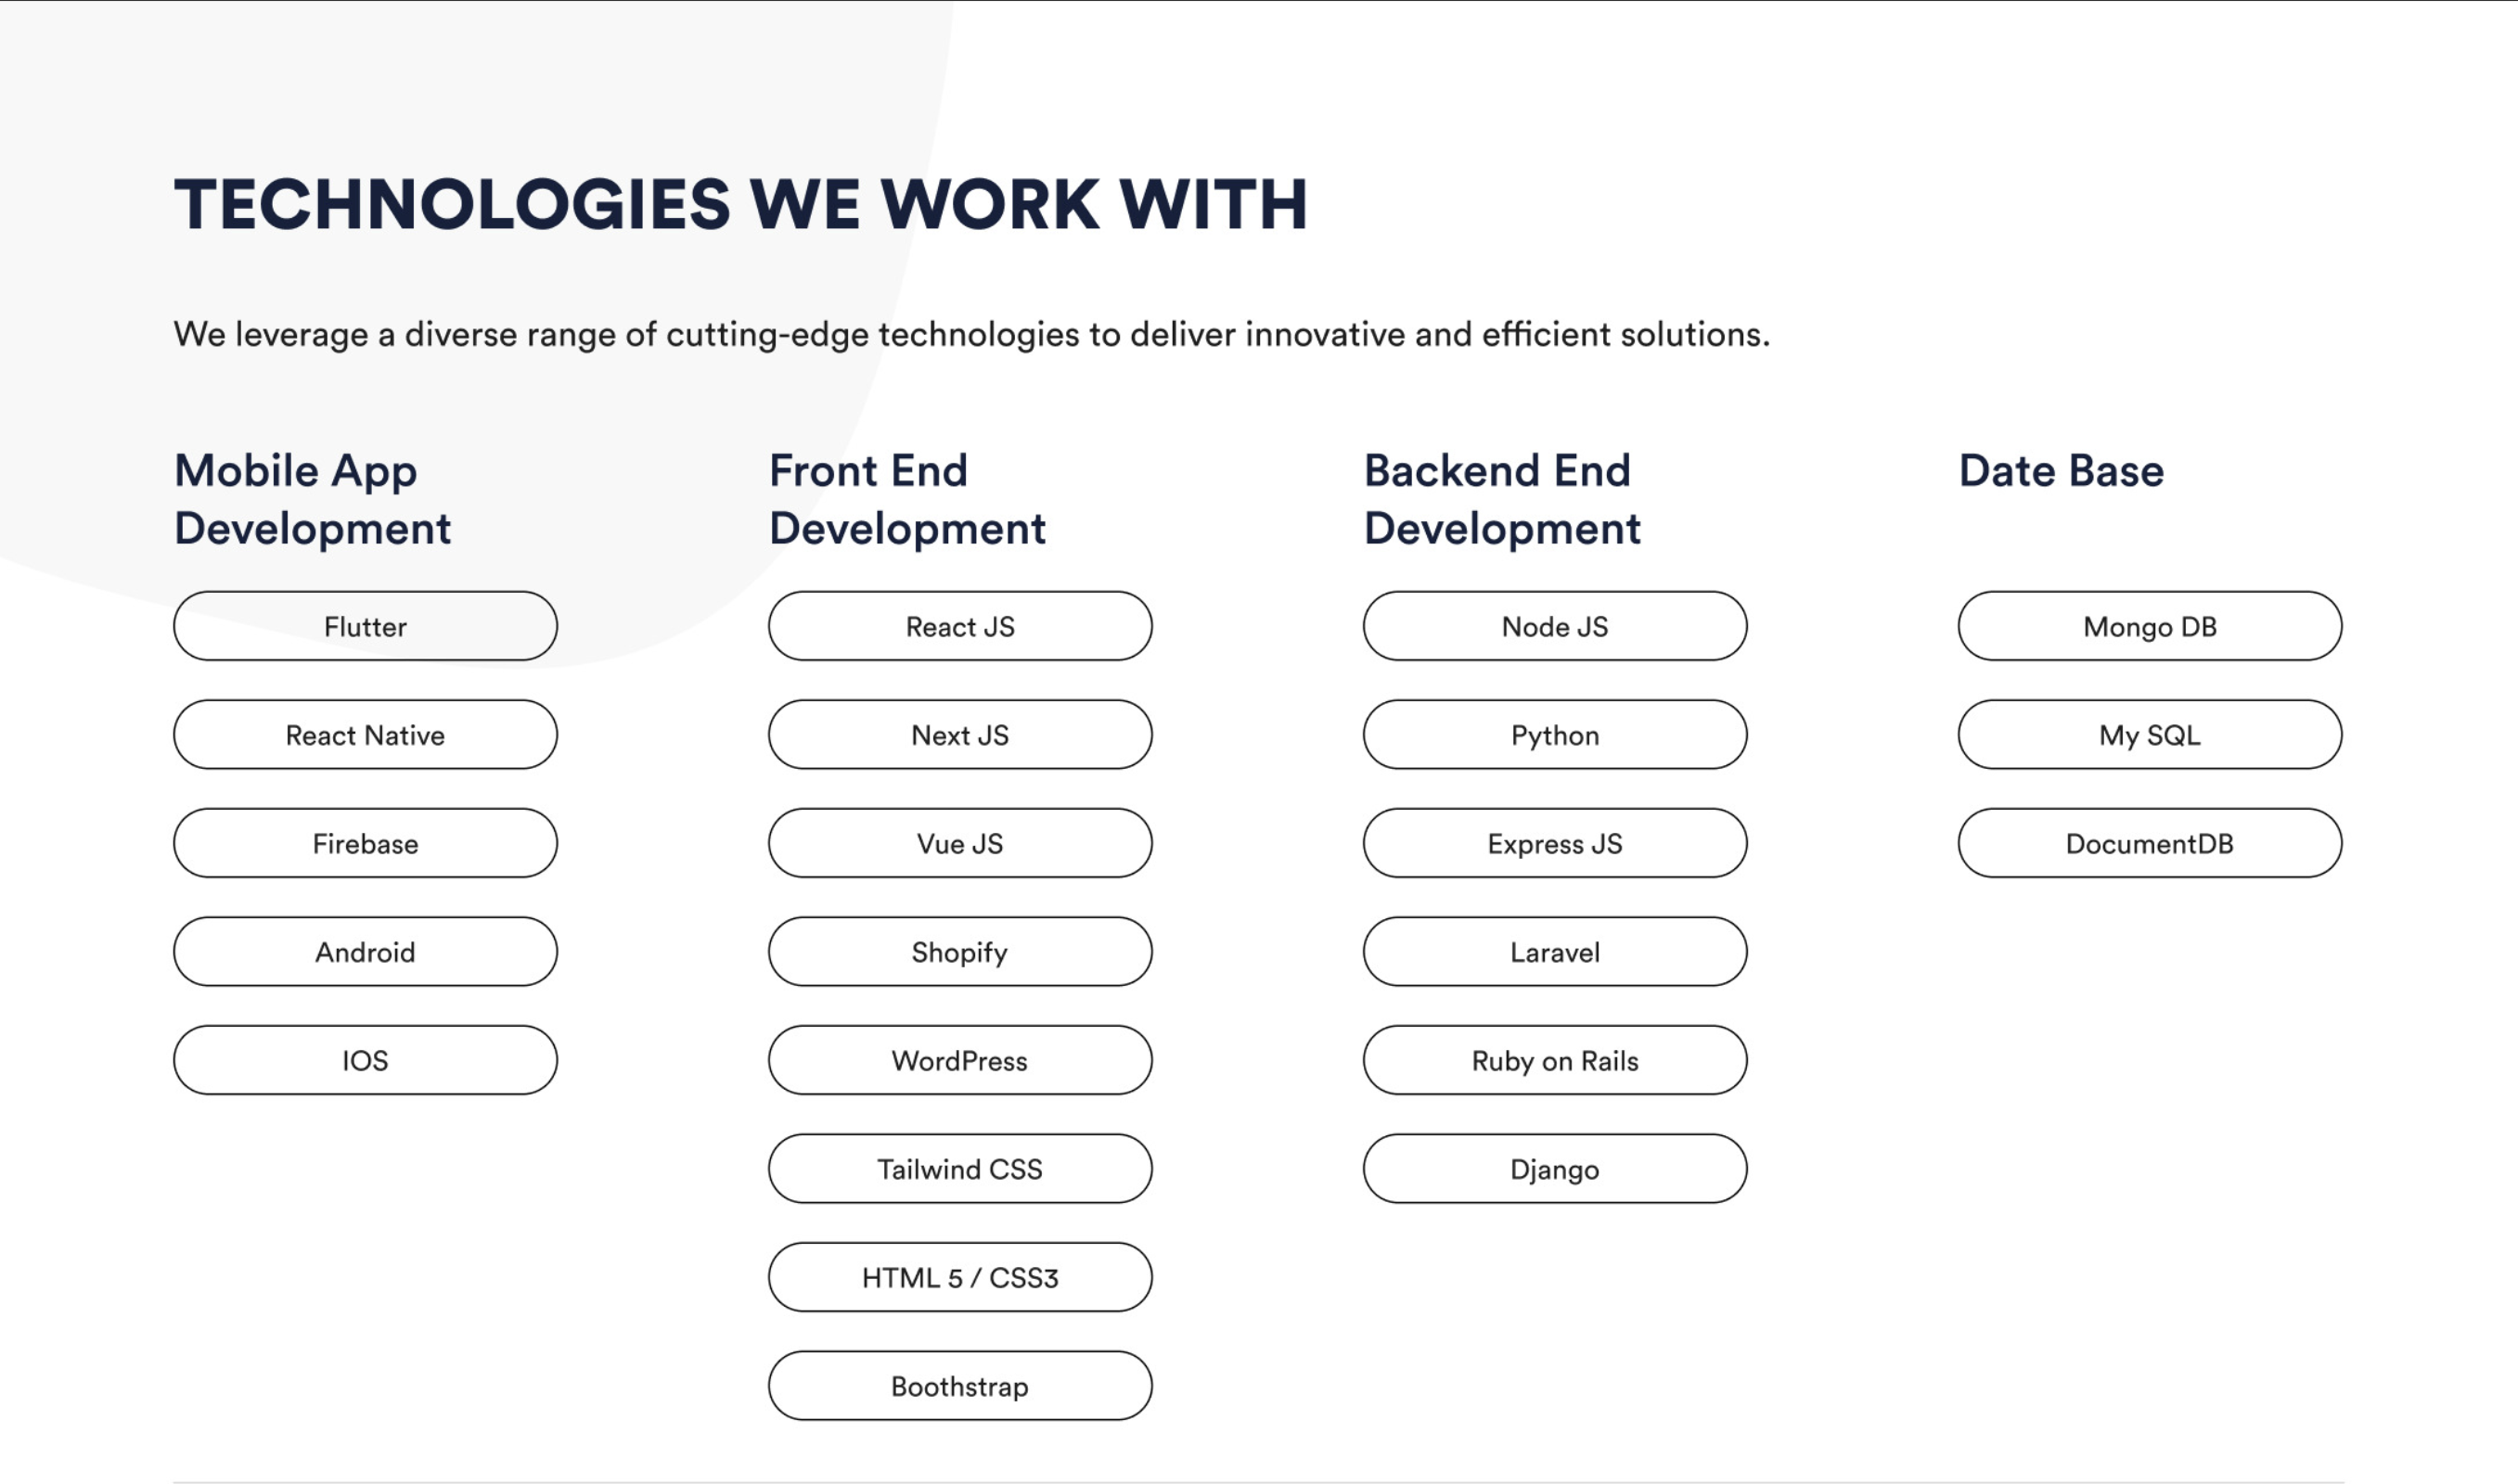 TECHNOLOGIES WE WORK WITH
We leverage a diverse range of cutting-edge technologies to deliver innovative and efficient solutions.
Mobile App
Development
Flutter
React Native
Firebase
Android
IOS
Front End
Development
React JS
Next JS
Vue JS
Shopify
WordPress
Tailwind CSS
HTML 5 / CSS3
Boothstrap
Backend End
Development
Node JS
Python
Express JS
Laravel
Ruby on Rails
Django
Date Base
Mongo DB
My SQL
DocumentDB